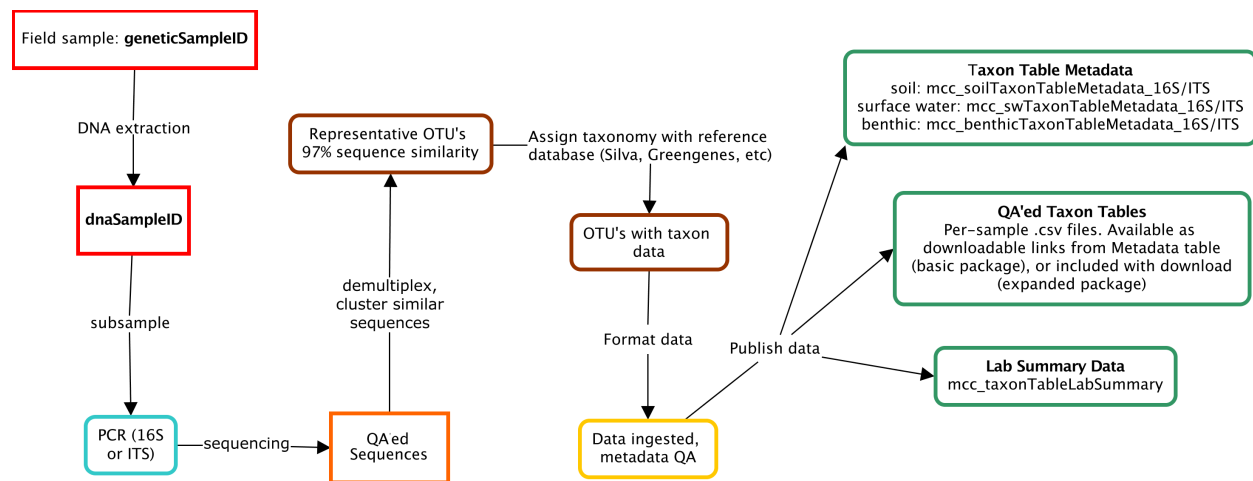 Field sample: geneticSampleID
DNA extraction
dnaSampleID
subsample
PCR (16S
or ITS)
sequencing
QA'ed
Sequences
demultiplex,
cluster similar
sequences
Representative OTU's
97% sequence similarity
Assign taxonomy with reference
database (Silva, Greengenes, etc)
OTU's with taxon
data
Format data
Data ingested,
metadata QA
Publish data
Taxon Table Metadata
soil: mcc_soilTaxonTableMetadata_16S/ITS
surface water: mcc_swTaxonTableMetadata_16S/ITS
benthic: mcc_benthicTaxonTableMetadata_16S/ITS
QA'ed Taxon Tables
Per-sample .csv files. Available as
downloadable links from Metadata table
(basic package), or included with download
(expanded package)
Lab Summary Data
mcc_taxonTableLabSummary